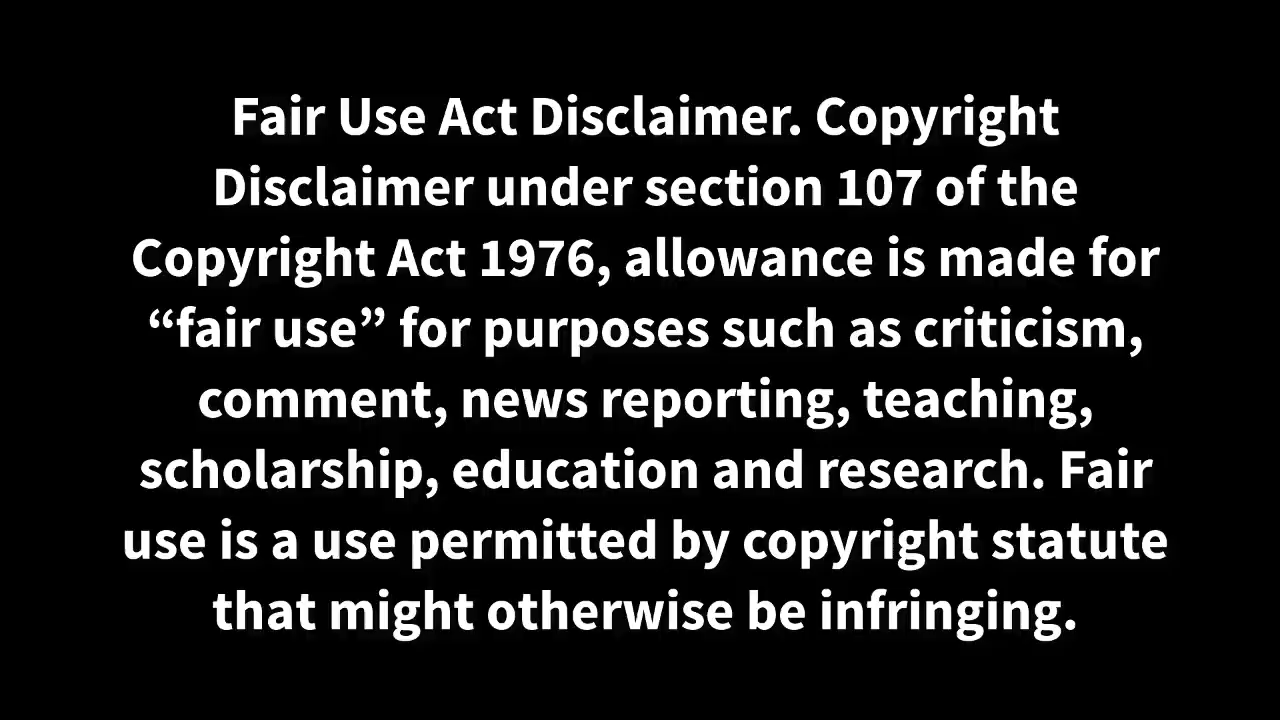 Fair Use Act Disclaimer. Copyright
Disclaimer under section 107 of the
Copyright Act 1976, allowance is made for
“fair use” for purposes such as criticism,
comment, news reporting, teaching,
scholarship, education and research. Fair
use is a use permitted by copyright statute
that might otherwise be infringing.